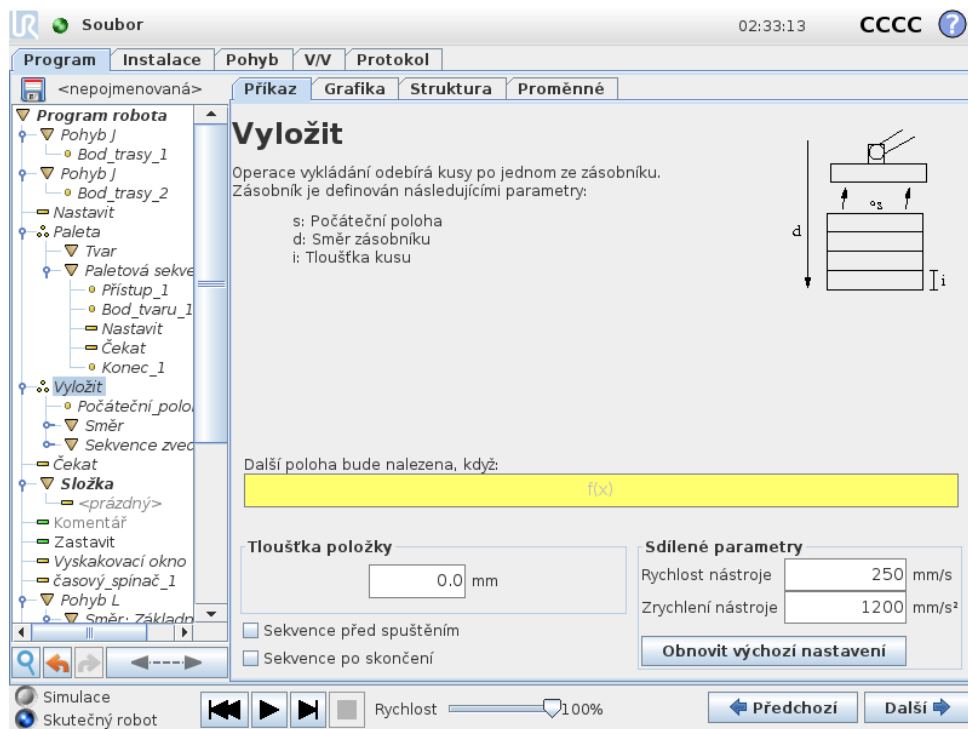 UR Soubor 02:33:13 CCCC ?
Program Instalace Pohyb V/V Protokol
<nepojmenovaná> Příkaz Grafika Struktura Proměnné
Program robota
Pohyb J
Bod_trasy_1
Pohyb J
Bod_trasy_2
Nastavit
Paleta
Tvar
Paletová sekve
Přístup_1
Bod_tvaru_1
Nastavit
Čekat
Konec_1
Vyložit
Počáteční_polo
Směr
Sekvence zved
Čekat
Složka
<prázdný>
Komentář
Zastavit
Vyskakovací okno
časový_spínač_1
Pohyb L
Směr: Základn
Vyložit
Operace vykládání odebírá kusy po jednom ze zásobníku.
Zásobník je definován následujícími parametry:
s: Počáteční poloha
d: Směr zásobníku
i: Tloušťka kusu
s
d
i
Další poloha bude nalezena, když:
f(x)
Tloušťka položky
0.0 mm
Sekvence před spuštěním
Sekvence po skončení
Sdílené parametry
Rychlost nástroje 250 mm/s
Zrychlení nástroje 1200 mm/s²
Obnovit výchozí nastavení
Simulace
Skutečný robot
Rychlost 100%
Předchozí Další